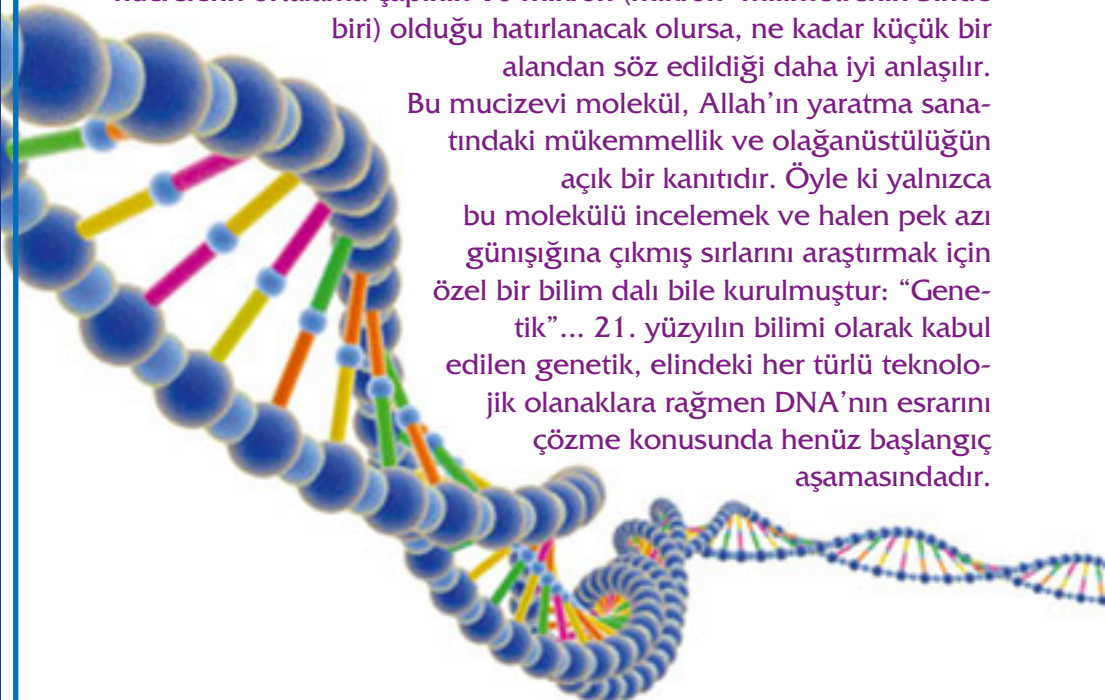 biri) olduğu hatırlanacak olursa, ne kadar küçük bir
alandan söz edildiği daha iyi anlaşılır.
Bu mucizevi molekül, Allah’ın yaratma sana-
tındaki mükemmellik ve olağanüstülüğün
açık bir kanıtıdır. Öyle ki yalnızca
bu molekülü incelemek ve halen pek azı
günışığına çıkmış sırlarını araştırmak için
özel bir bilim dalı bile kurulmuştur: “Gene-
tik”... 21. yüzyılın bilimi olarak kabul
edilen genetik, elindeki her türlü teknolo-
jik olanaklara rağmen DNA’nın esrarını
çözme konusunda henüz başlangıç
aşamasındadır.